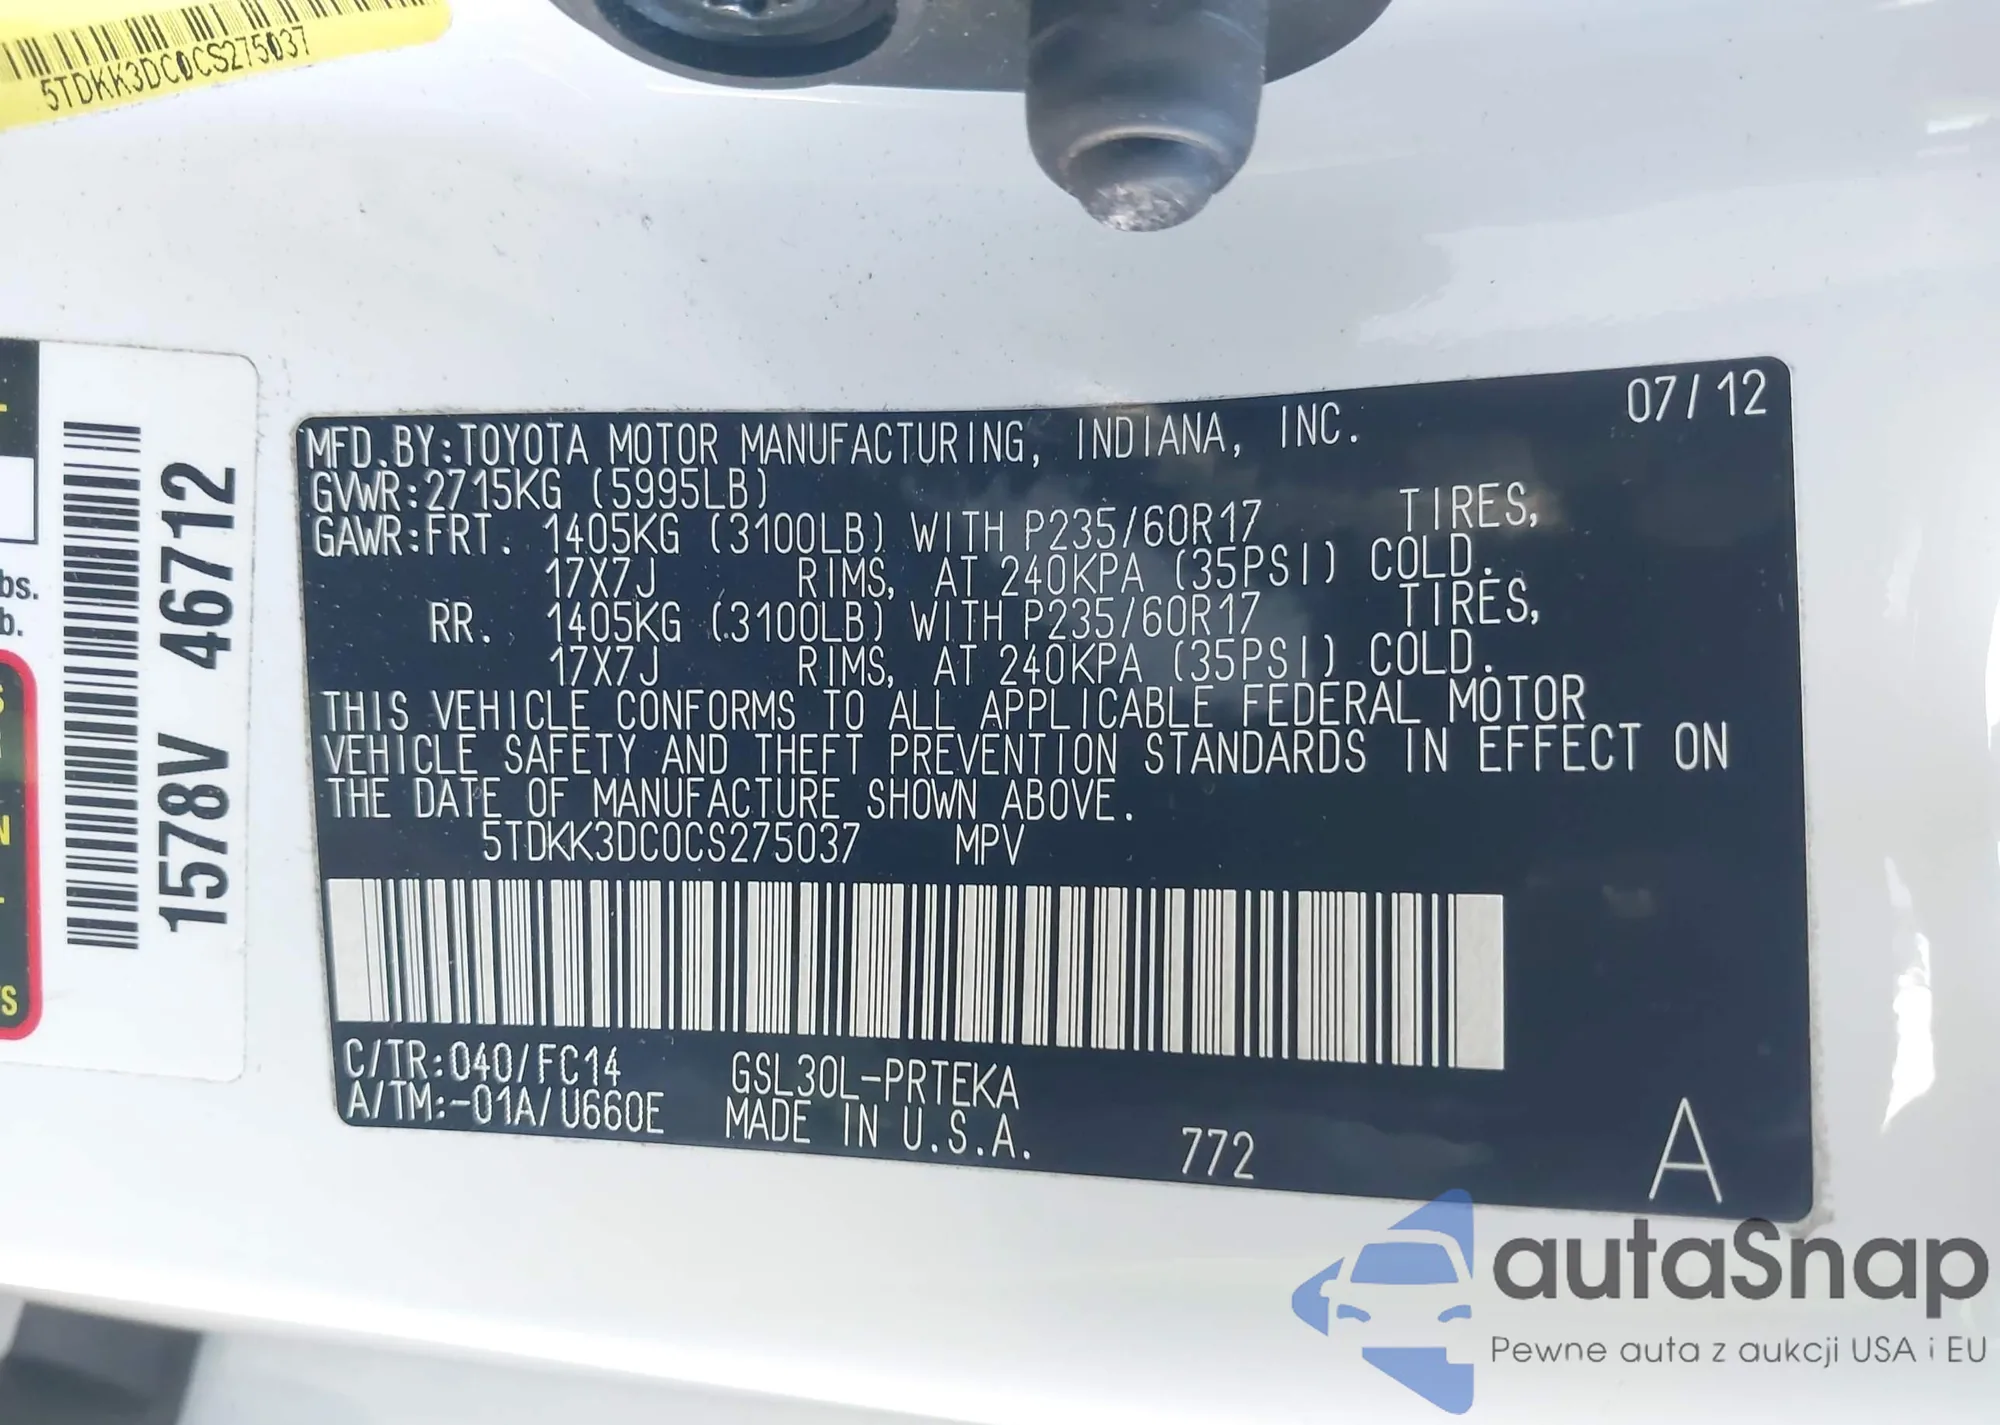 5TDKK3DC0CS275037
bs.
b.
N
S
1578V 46712
07/12
MFD.BY:TOYOTA MOTOR MANUFACTURING, INDIANA, INC.
GVWR:2715KG (5995LB)
GAWR:FRT. 1405KG (3100LB) WITH P235/60R17 TIRES,
17X7J RIMS, AT 240KPA (35PSI) COLD.
RR. 1405KG (3100LB) WITH P235/60R17 TIRES,
17X7J RIMS, AT 240KPA (35PSI) COLD.
THIS VEHICLE CONFORMS TO ALL APPLICABLE FEDERAL MOTOR
VEHICLE SAFETY AND THEFT PREVENTION STANDARDS IN EFFECT ON
THE DATE OF MANUFACTURE SHOWN ABOVE.
5TDKK3DC0CS275037 MPV
C/TR:040/FC14 GSL30L-PRTEKA
A/TM:-01A/U660E MADE IN U.S.A.
772
A
autaSnap
Pewne auta z aukcji USA i EU